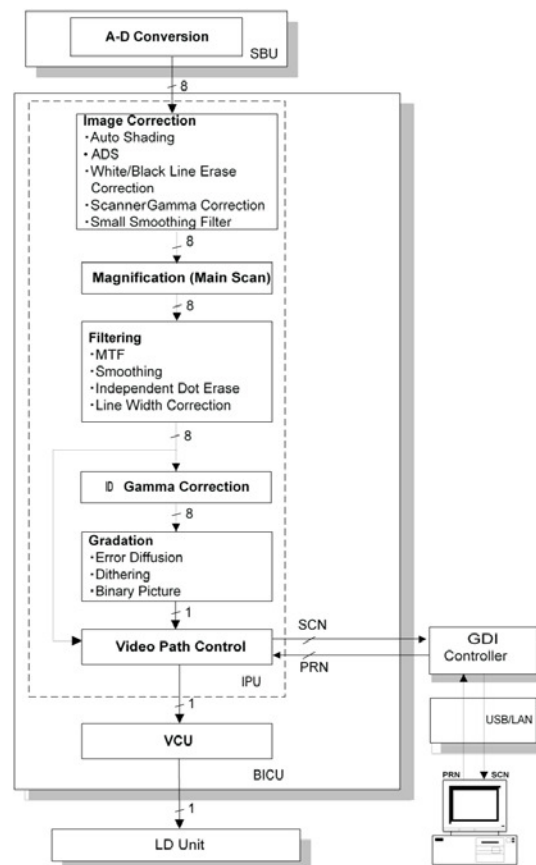 A-D Conversion
SBU
8
Image Correction
•Auto Shading
•ADS
•White/Black Line Erase
Correction
•ScannerGamma Correction
•Small Smoothing Filter
8
Magnification (Main Scan)
8
Filtering
•MTF
•Smoothing
•Independent Dot Erase
•Line Width Correction
8
ID Gamma Correction
8
Gradation
•Error Diffusion
•Dithering
•Binary Picture
1
SCN
Video Path Control
PRN
GDI
Controller
IPU
1
USB/LAN
VCU
BICU
PRN
SCN
1
LD Unit